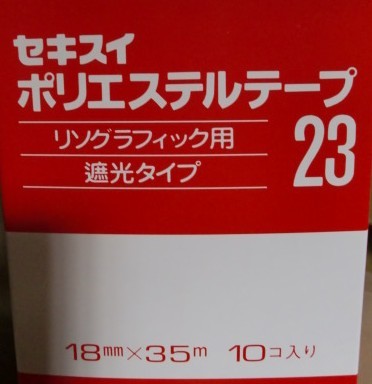 セキスイ
ポリエステルテープ
リソグラフィック用
遮光タイプ
23
18mm×35m 10コ入り